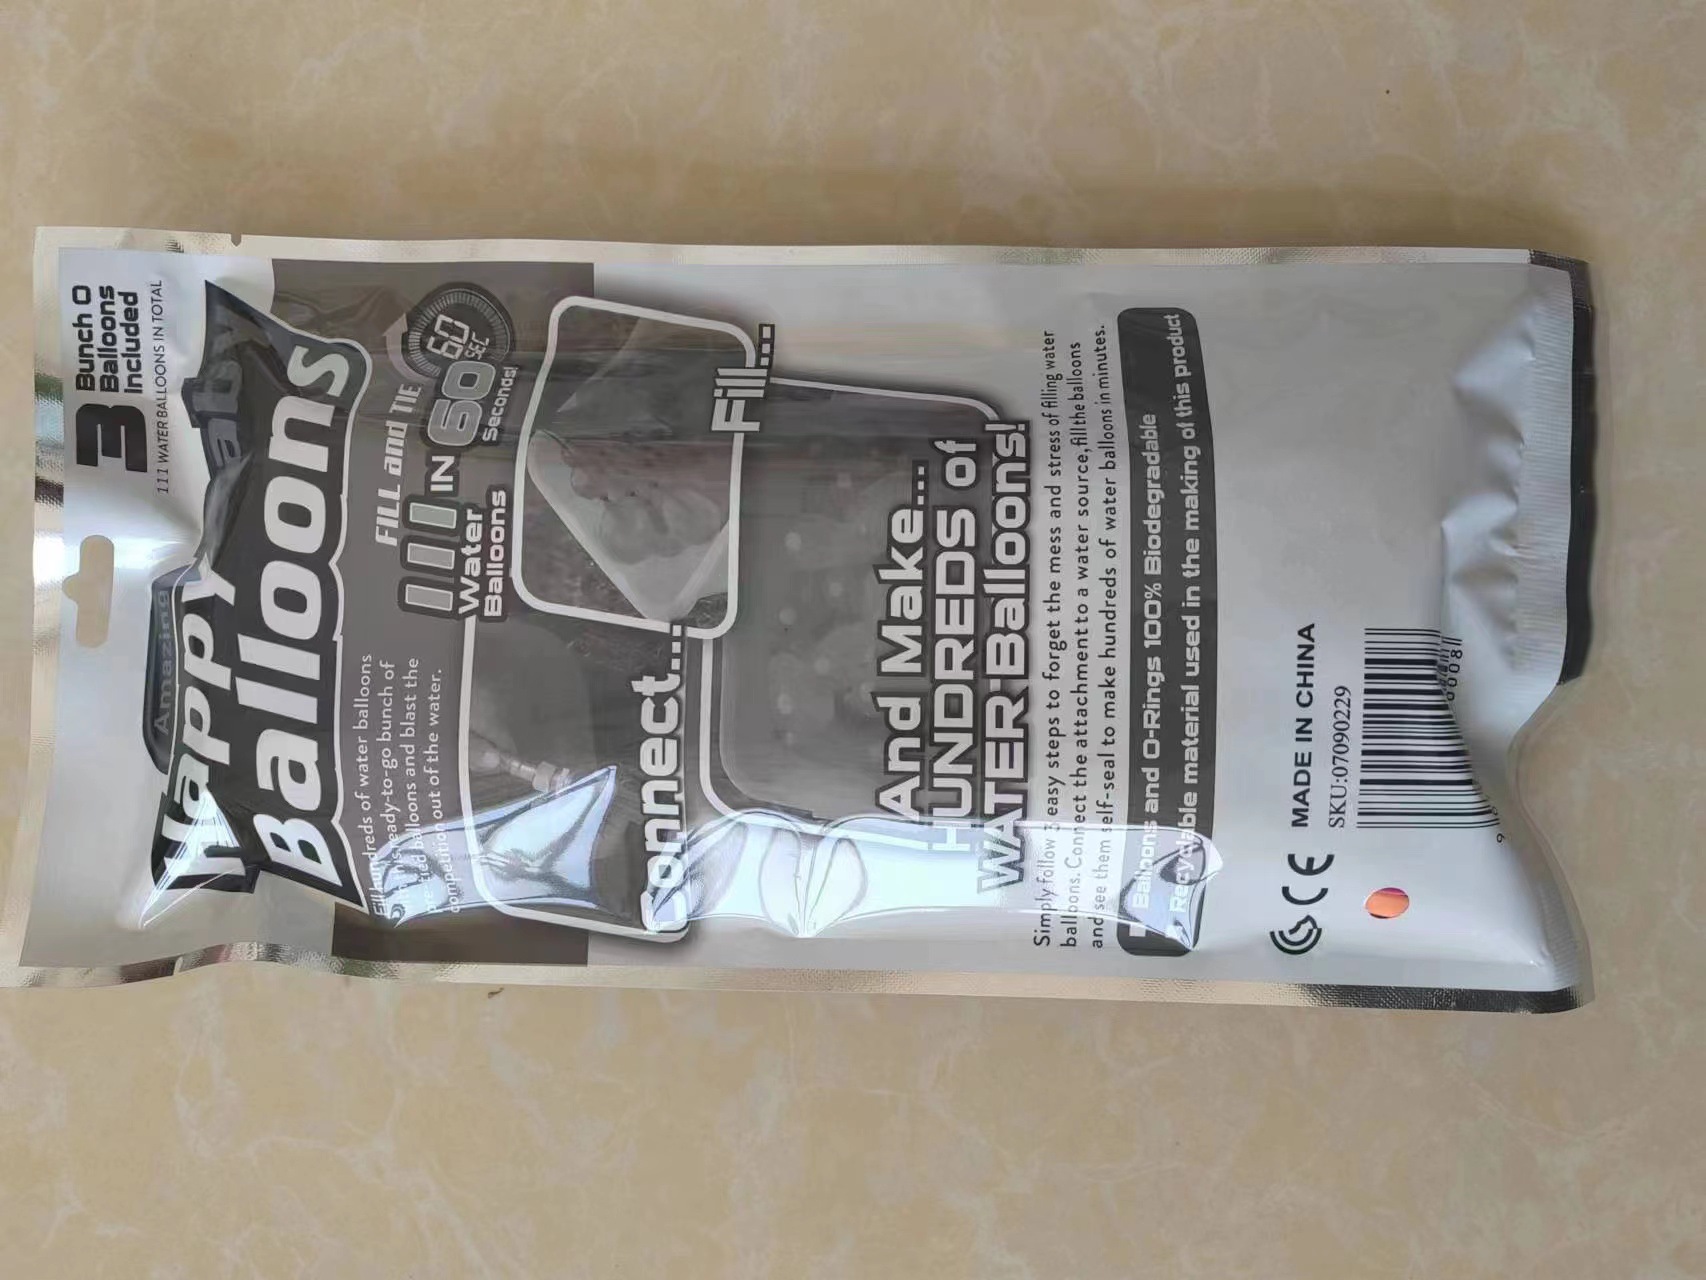 3
Bunch O
Balloons
Included
111 WATER BALLOONS IN TOTAL
Amazing
Happy
Balloons
FILL and TIE
111 IN 60
Water
Balloons
Seconds!
60
SEC
Fill hundreds of water balloons
ready-to-go bunch of
balloons and blast the
competition out of the water.
Connect...
Fill...
And Make...
HUNDREDS of
WATER Balloons!
Simply follow 3 easy steps to forget the mess and stress of filling water
balloons. Connect the attachment to a water source,fill the balloons
and see them self-seal to make hundreds of water balloons in minutes.
Balloons and O-Rings 100% Biodegradable
Recyclable material used in the making of this product
CE
MADE IN CHINA
SKU:07090229